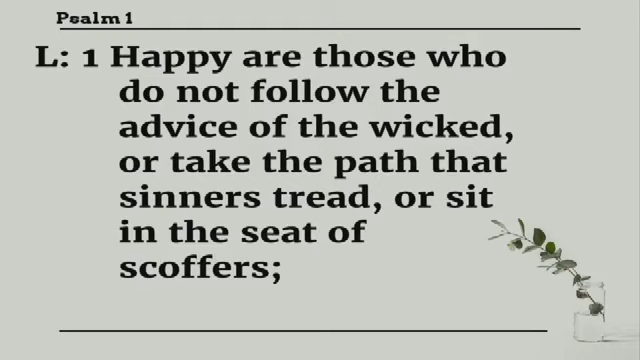 Psalm 1
L: 1 Happy are those who
do not follow the
advice of the wicked,
or take the path that
sinners tread, or sit
in the seat of
scoffers;